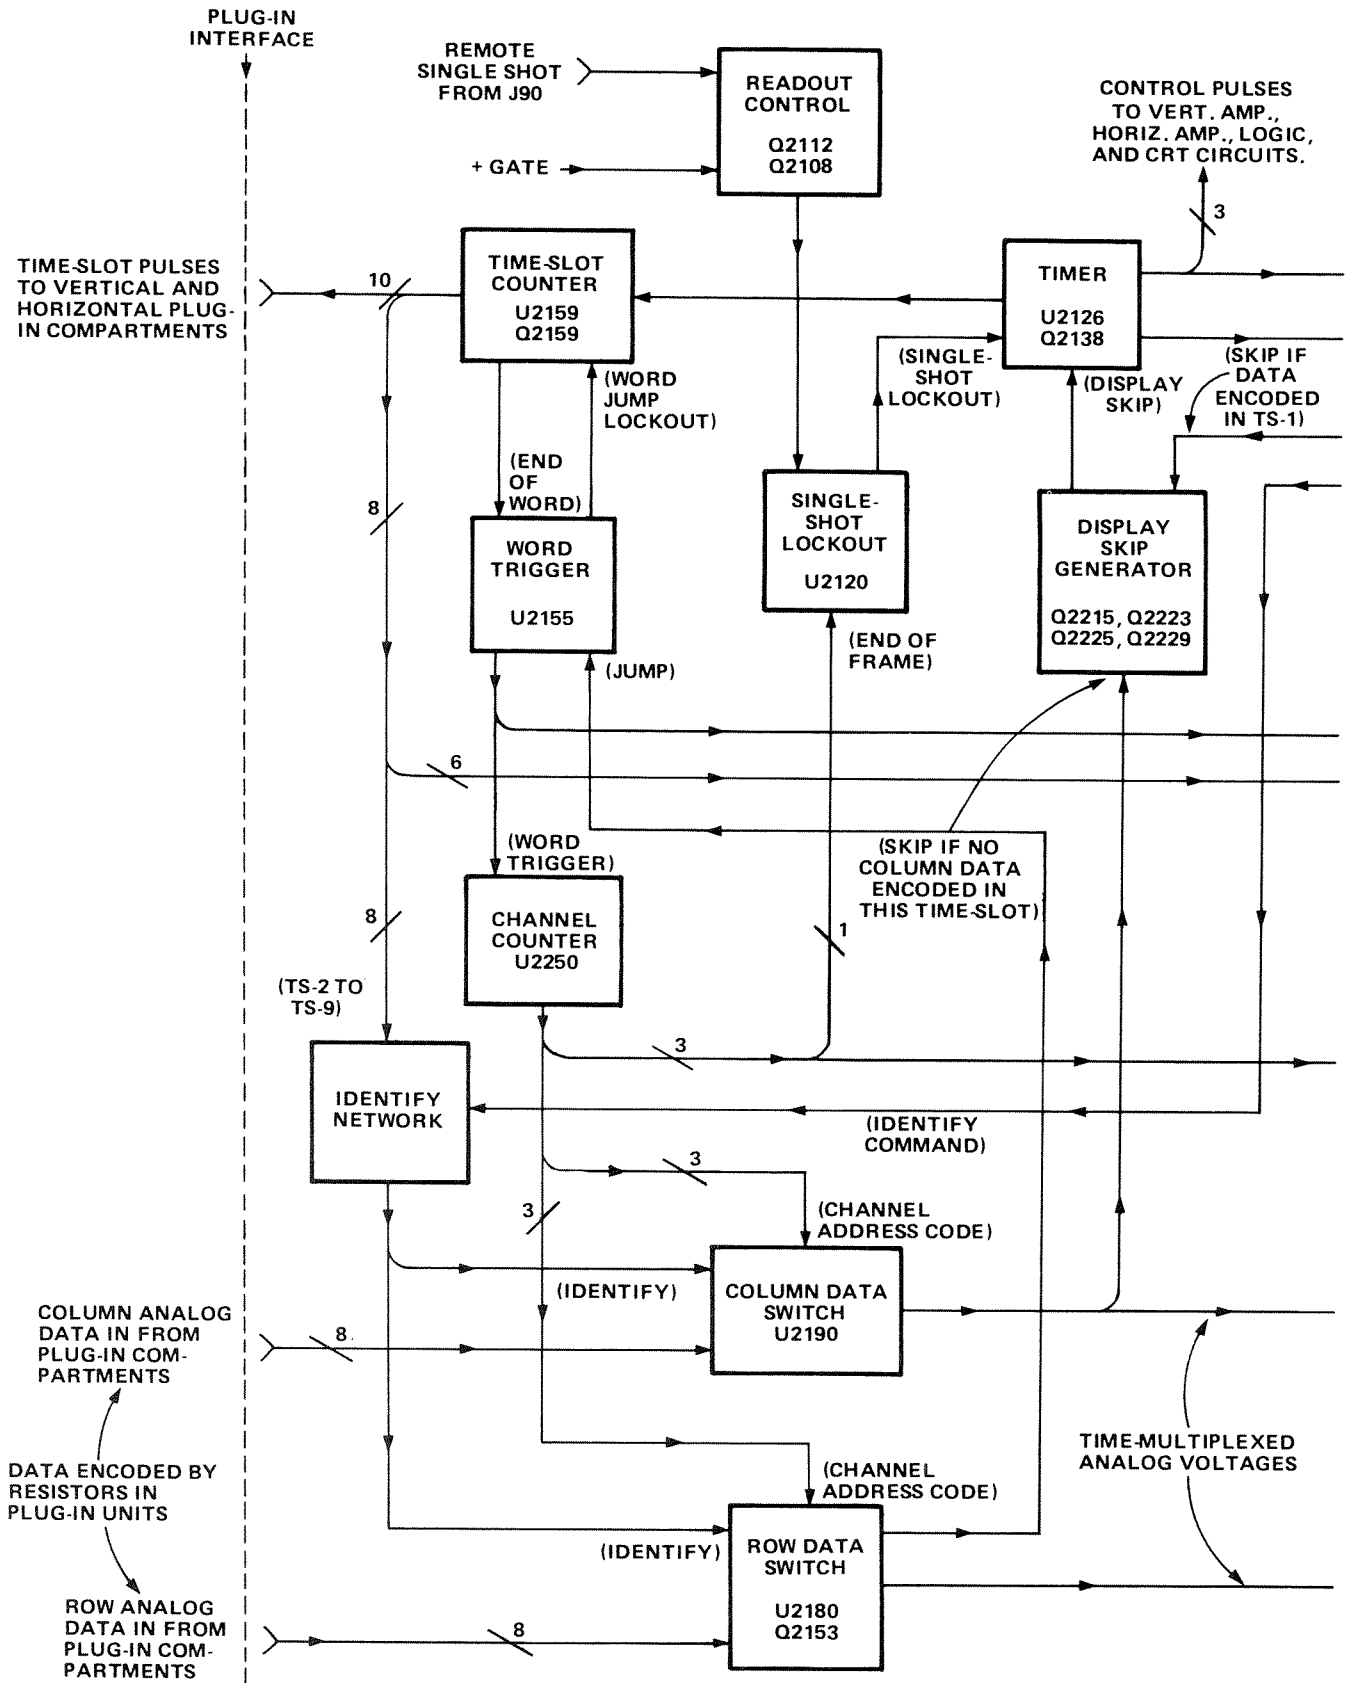 PLUG-IN
INTERFACE
REMOTE
SINGLE SHOT
FROM J90
+ GATE
READOUT
CONTROL
Q2112
Q2108
CONTROL PULSES
TO VERT. AMP.,
HORIZ. AMP., LOGIC,
AND CRT CIRCUITS.
3
TIME-SLOT PULSES
TO VERTICAL AND
HORIZONTAL PLUG-
IN COMPARTMENTS
10
TIME-SLOT
COUNTER
U2159
Q2159
TIMER
U2126
Q2138
(WORD
JUMP
LOCKOUT)
(SINGLE-
SHOT
LOCKOUT)
(DISPLAY
SKIP)
(SKIP IF
DATA
ENCODED
IN TS-1)
(END
OF
WORD)
8
WORD
TRIGGER
U2155
SINGLE-
SHOT
LOCKOUT
U2120
DISPLAY
SKIP
GENERATOR
Q2215, Q2223
Q2225, Q2229
(JUMP)
(END OF
FRAME)
6
(WORD
TRIGGER)
(SKIP IF NO
COLUMN DATA
ENCODED IN
THIS TIME-SLOT)
8
CHANNEL
COUNTER
U2250
1
(TS-2 TO
TS-9)
3
IDENTIFY
NETWORK
(IDENTIFY
COMMAND)
3
3
(CHANNEL
ADDRESS CODE)
(IDENTIFY)
COLUMN DATA
SWITCH
U2190
COLUMN ANALOG
DATA IN FROM
PLUG-IN COM-
PARTMENTS
8
TIME-MULTIPLEXED
ANALOG VOLTAGES
DATA ENCODED BY
RESISTORS IN
PLUG-IN UNITS
(CHANNEL
ADDRESS CODE)
(IDENTIFY)
ROW DATA
SWITCH
U2180
Q2153
ROW ANALOG
DATA IN FROM
PLUG-IN COM-
PARTMENTS
8